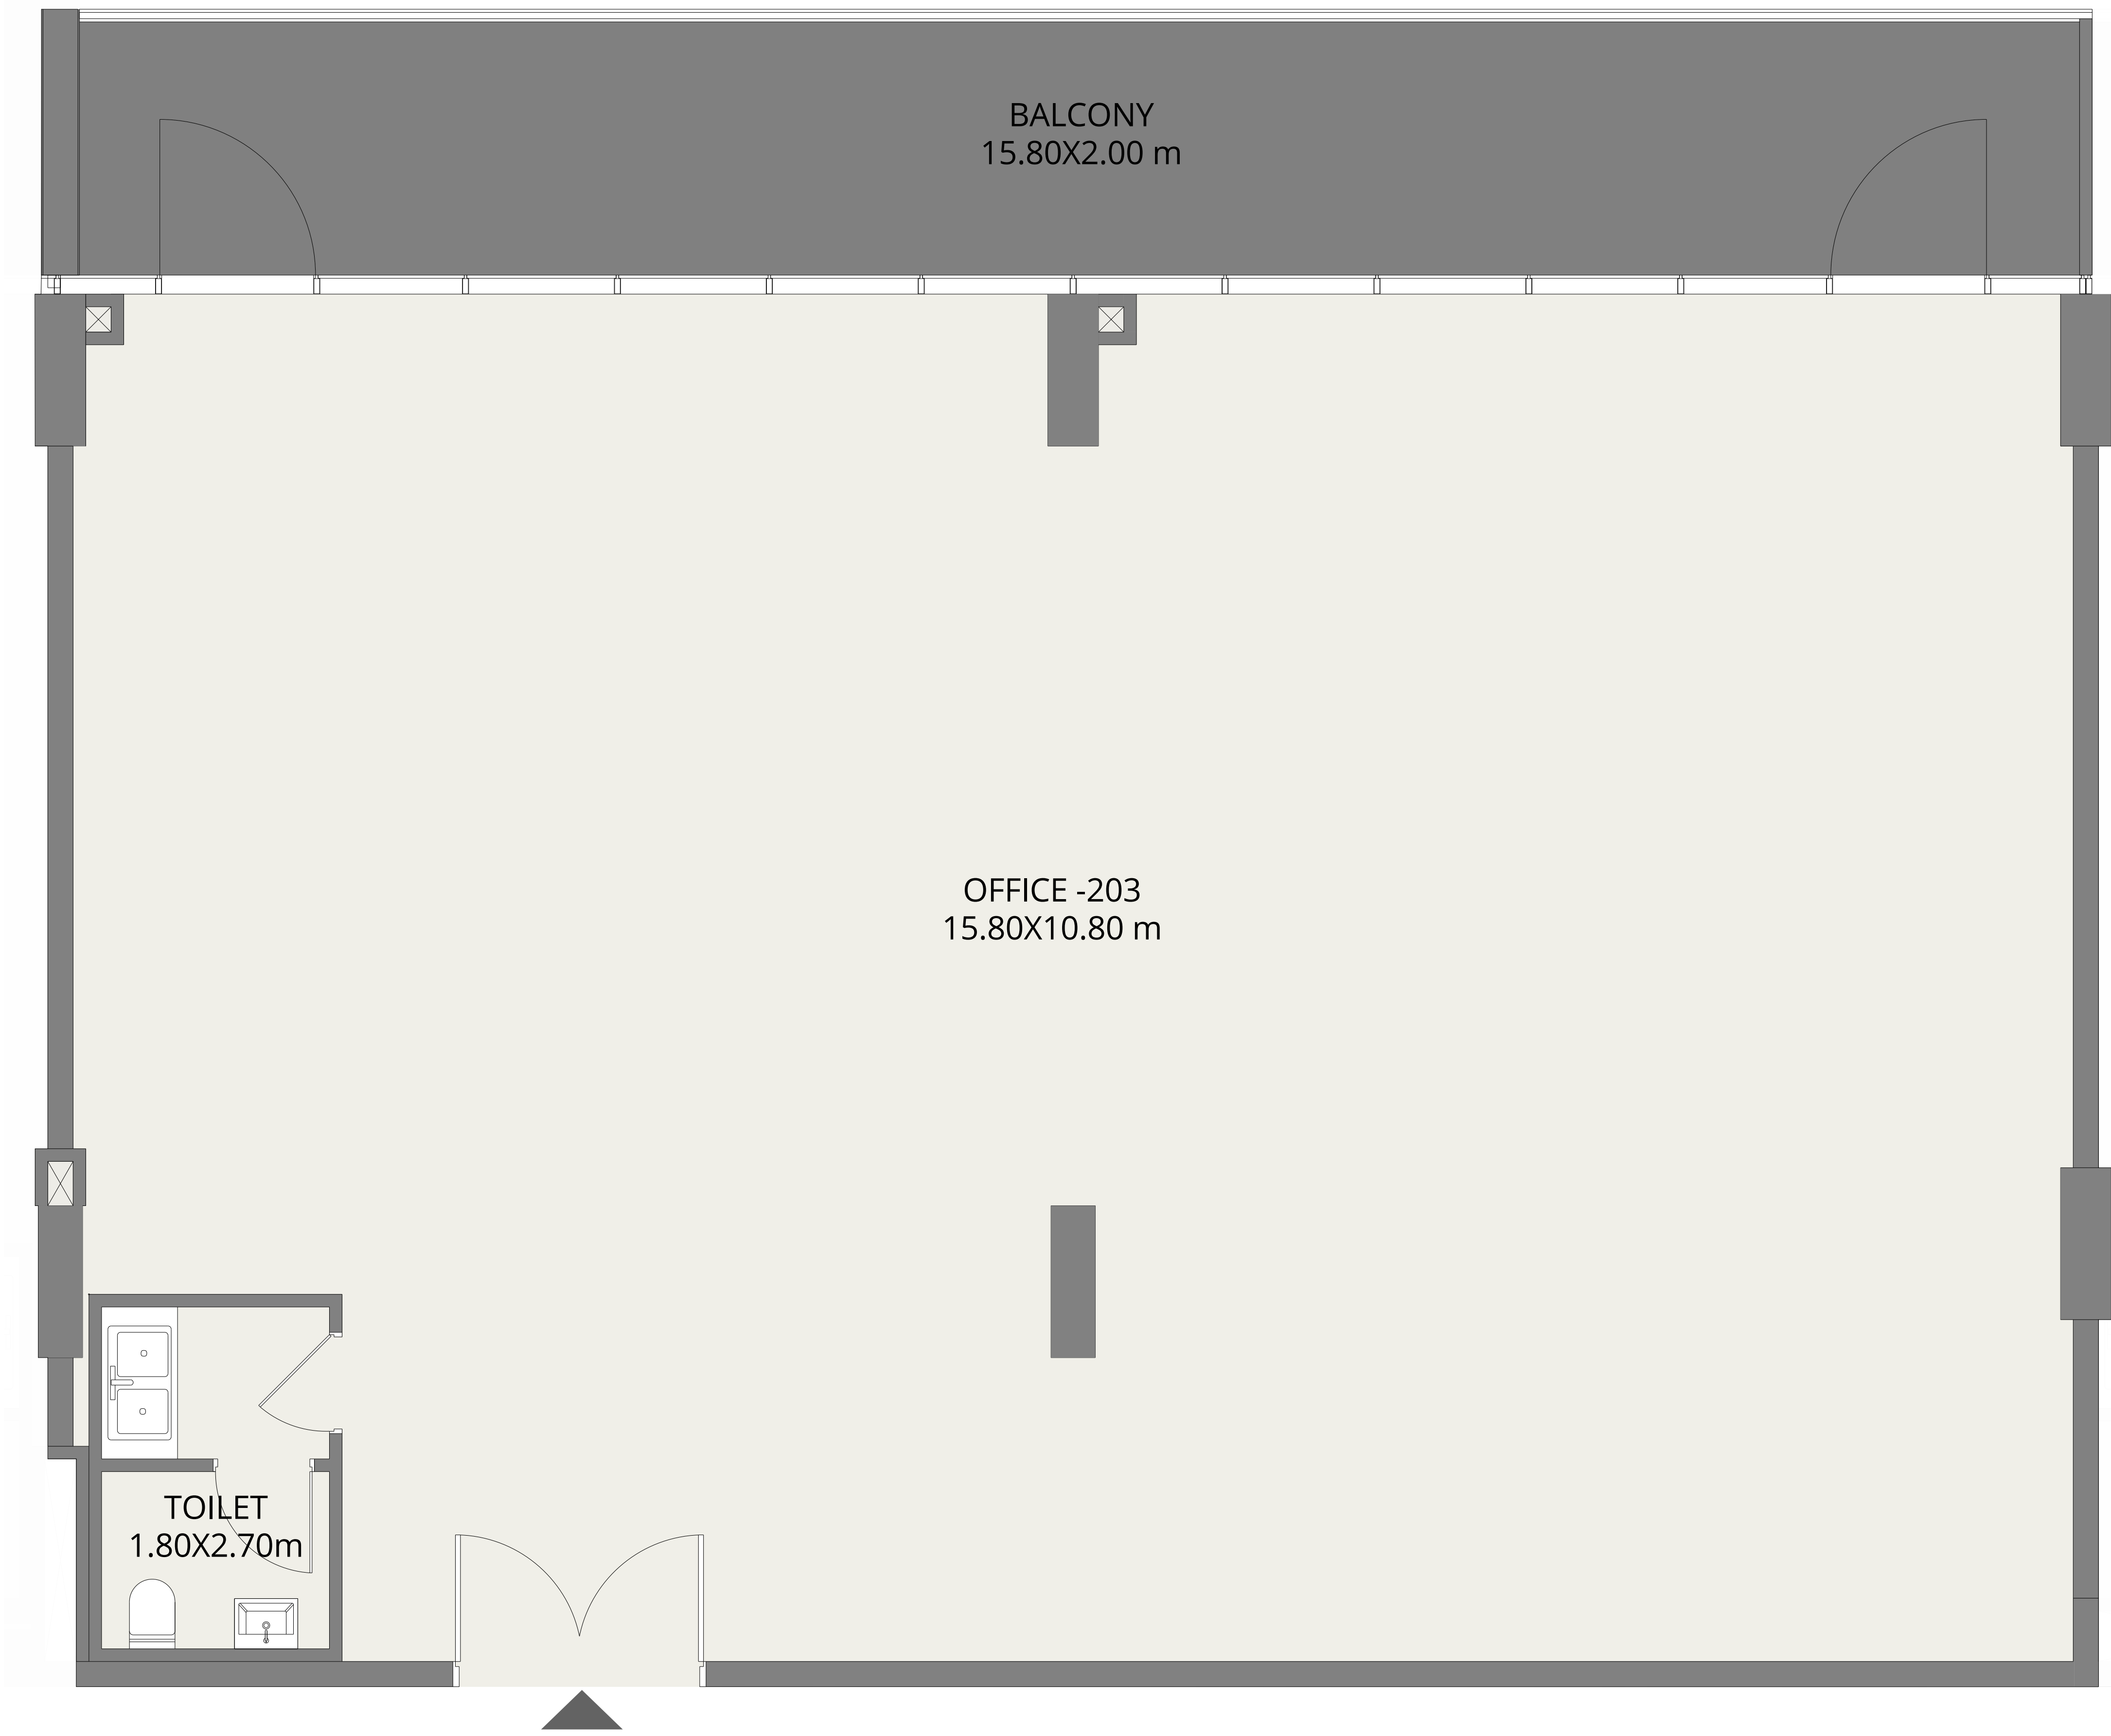 BALCONY
15.80X2.00 m
OFFICE -203
15.80X10.80 m
TOILET
1.80X2.70m